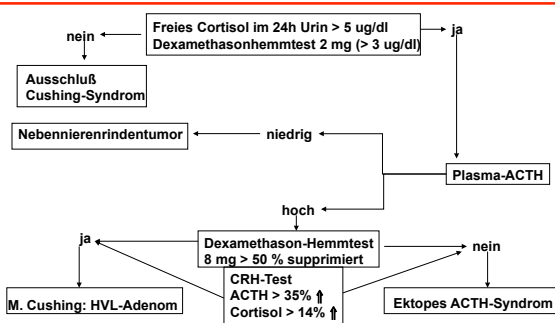 Freies Cortisol im 24h Urin > 5 ug/dl
Dexamethasonhemmtest 2 mg (> 3 ug/dl)
nein
ja
Ausschluß
Cushing-Syndrom
Nebennierenrindentumor
niedrig
Plasma-ACTH
hoch
ja
Dexamethason-Hemmtest
8 mg > 50 % supprimiert
nein
CRH-Test
ACTH > 35% ⇑
Cortisol > 14% ⇑
M. Cushing: HVL-Adenom
Ektopes ACTH-Syndrom